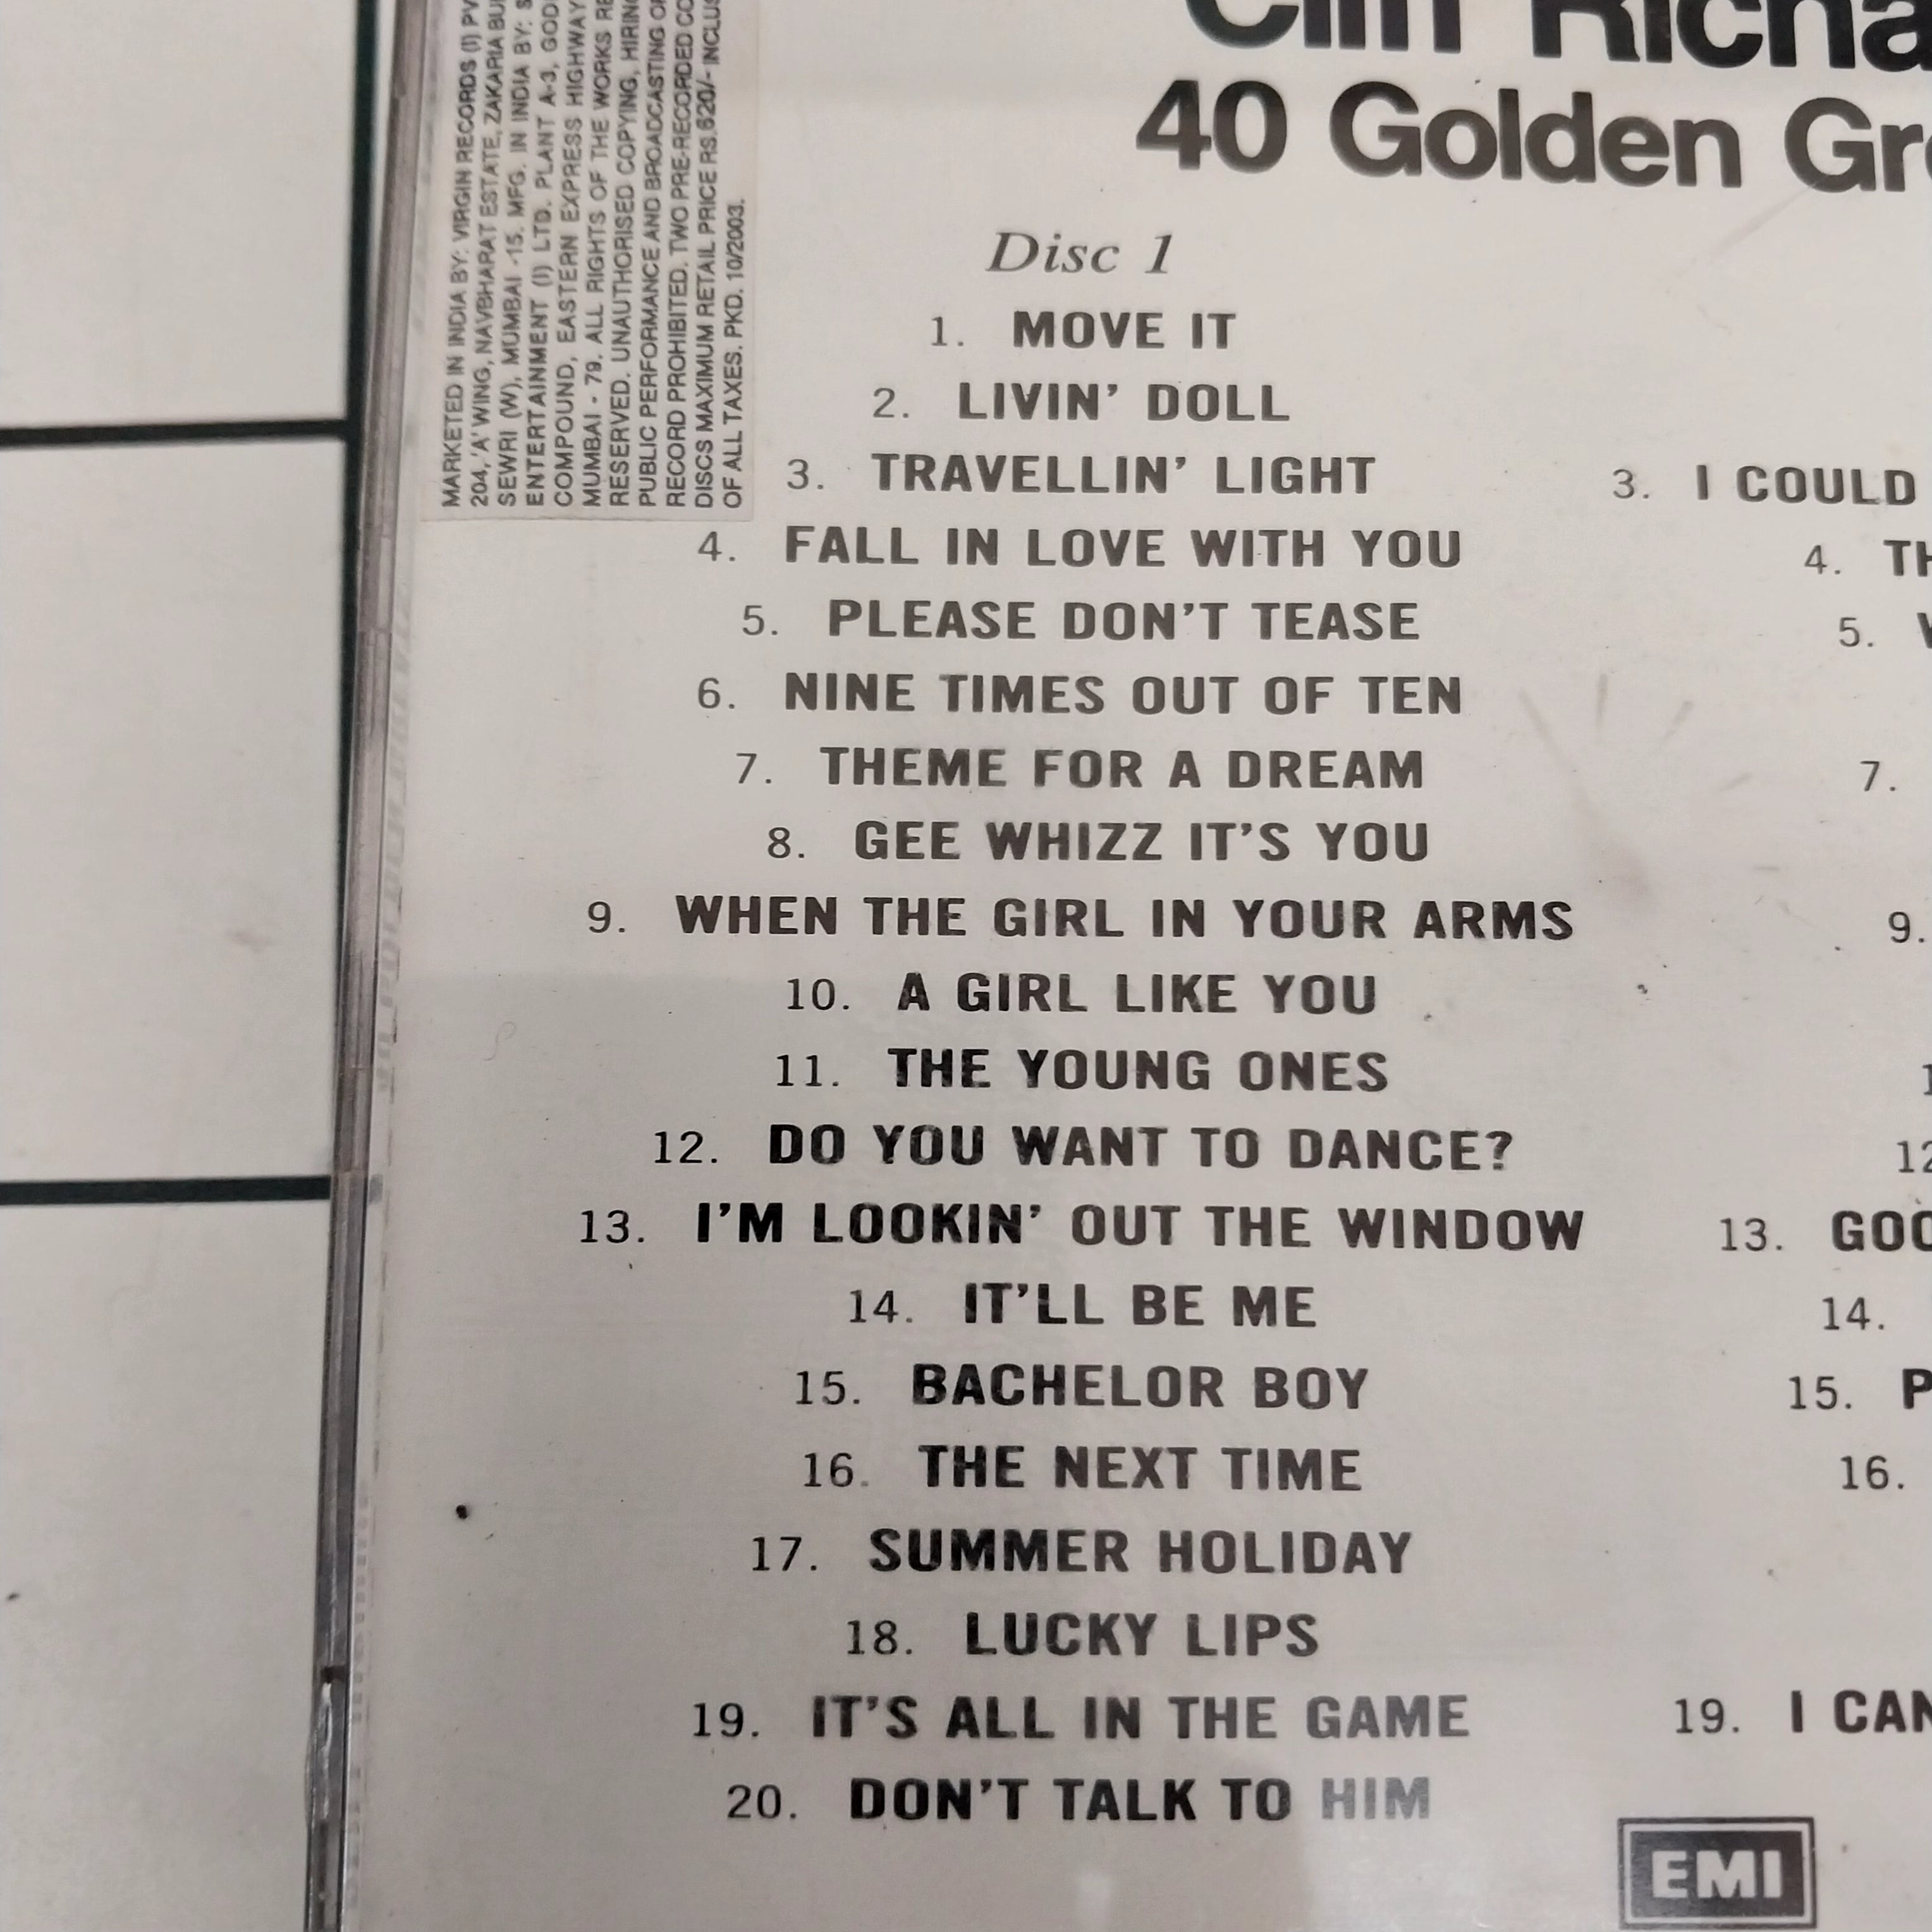 MARKETED IN INDIA BY: VIRGIN RECORDS (I)
204, 'A' WING, NAVBHARAT ESTATE, ZAKARIA
SEWRI (W), MUMBAI -15. MFG. IN INDIA BY:
ENTERTAINMENT (I) LTD. PLANT A-3,
COMPOUND, EASTERN EXPRESS HIGHWAY
MUMBAI - 79. ALL RIGHTS OF THE WORKS
RESERVED. UNAUTHORISED COPYING, HIRING
PUBLIC PERFORMANCE AND BROADCASTING
RECORD PROHIBITED. TWO PRE-RECORDED
DISCS MAXIMUM RETAIL PRICE RS.620/-
OF ALL TAXES. PKD. 10/2003.
Cliff
40 Golden
Disc 1
1. MOVE IT
2. LIVIN' DOLL
3. TRAVELLIN' LIGHT
4. FALL IN LOVE WITH YOU
5. PLEASE DON'T TEASE
6. NINE TIMES OUT OF TEN
7. THEME FOR A DREAM
8. GEE WHIZZ IT'S YOU
9. WHEN THE GIRL IN YOUR ARMS
10. A GIRL LIKE YOU
11. THE YOUNG ONES
12. DO YOU WANT TO DANCE?
13. I'M LOOKIN' OUT THE WINDOW
14. IT'LL BE ME
15. BACHELOR BOY
16. THE NEXT TIME
17. SUMMER HOLIDAY
18. LUCKY LIPS
19. IT'S ALL IN THE GAME
20. DON'T TALK TO HIM
3. I COULD
4.
5.
7.
9.
12
13.
14.
15.
16.
19. I
EMI